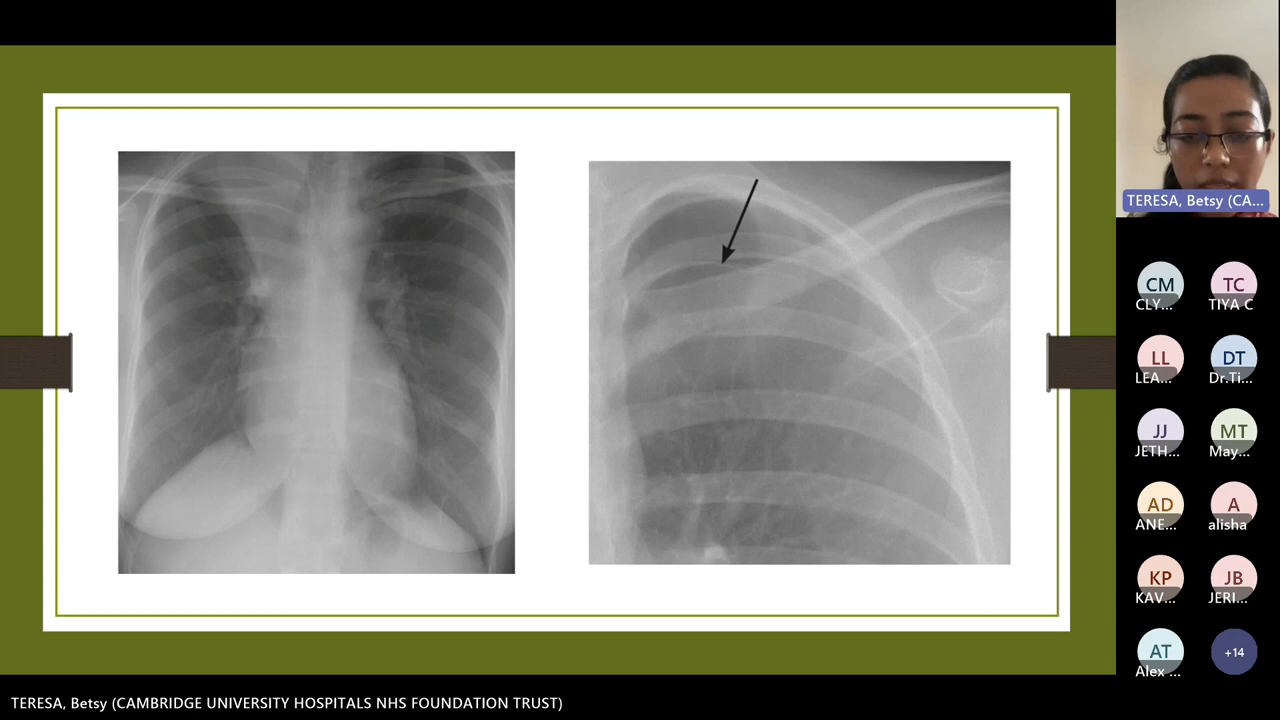 TERESA, Betsy (CA...
CM
TC
CLY...
TIYA C
LL
DT
LEA...
Dr.Ti...
JJ
MT
JETH...
May...
AD
A
ANE...
alisha
KP
JB
KAV...
JERI...
AT
+14
Alex ...
TERESA, Betsy (CAMBRIDGE UNIVERSITY HOSPITALS NHS FOUNDATION TRUST)